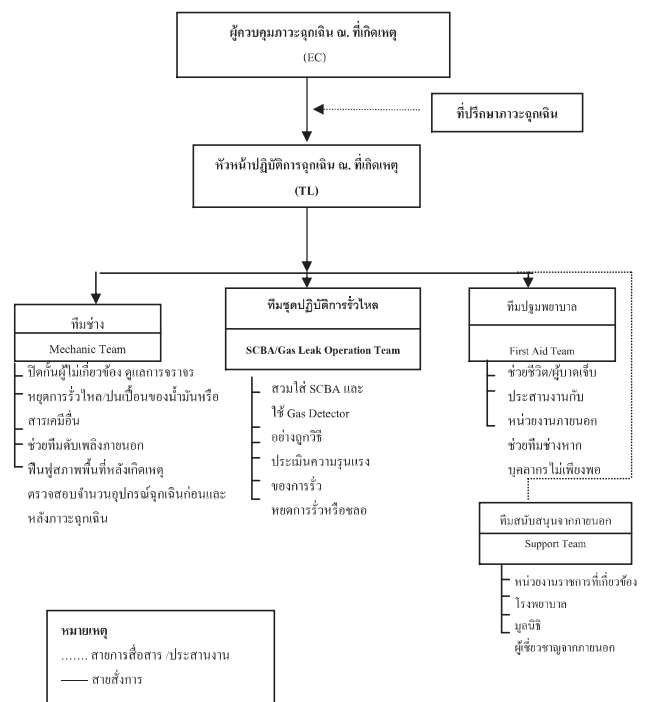 ผู้ควบคุมภาวะฉุกเฉิน ณ. ที่เกิดเหตุ
(EC)
ที่ปรึกษาภาวะฉุกเฉิน
หัวหน้าปฏิบัติการฉุกเฉิน ณ. ที่เกิดเหตุ
(TL)
ทีมช่าง
Mechanic Team
ปิดกั้นผู้ไม่เกี่ยวข้อง ดูแลการจราจร
หยุดการรั่วไหล/ปนเปื้อนของน้ำมันหรือ
สารเคมีอื่น
ช่วยทีมดับเพลิงภายนอก
ฟื้นฟูสภาพพื้นที่หลังเกิดเหตุ
ตรวจสอบจำนวนอุปกรณ์ฉุกเฉินก่อนและ
หลังภาวะฉุกเฉิน
ทีมชุดปฏิบัติการรั่วไหล
SCBA/Gas Leak Operation Team
สวมใส่ SCBA และ
ใช้ Gas Detector
อย่างถูกวิธี
ประเมินความรุนแรง
ของการรั่ว
หยดการรั่วหรือชลอ
ทีมปฐมพยาบาล
First Aid Team
ช่วยชีวิต/ผู้บาดเจ็บ
ประสานงานกับ
หน่วยงานภายนอก
ช่วยทีมช่างหาก
บุคลากรไม่เพียงพอ
ทีมสนับสนุนจากภายนอก
Support Team
หน่วยงานราชการที่เกี่ยวข้อง
โรงพยาบาล
มูลนิธิ
ผู้เชี่ยวชาญจากภายนอก
หมายเหตุ
....... สายการสื่อสาร /ประสานงาน
—— สายสั่งการ